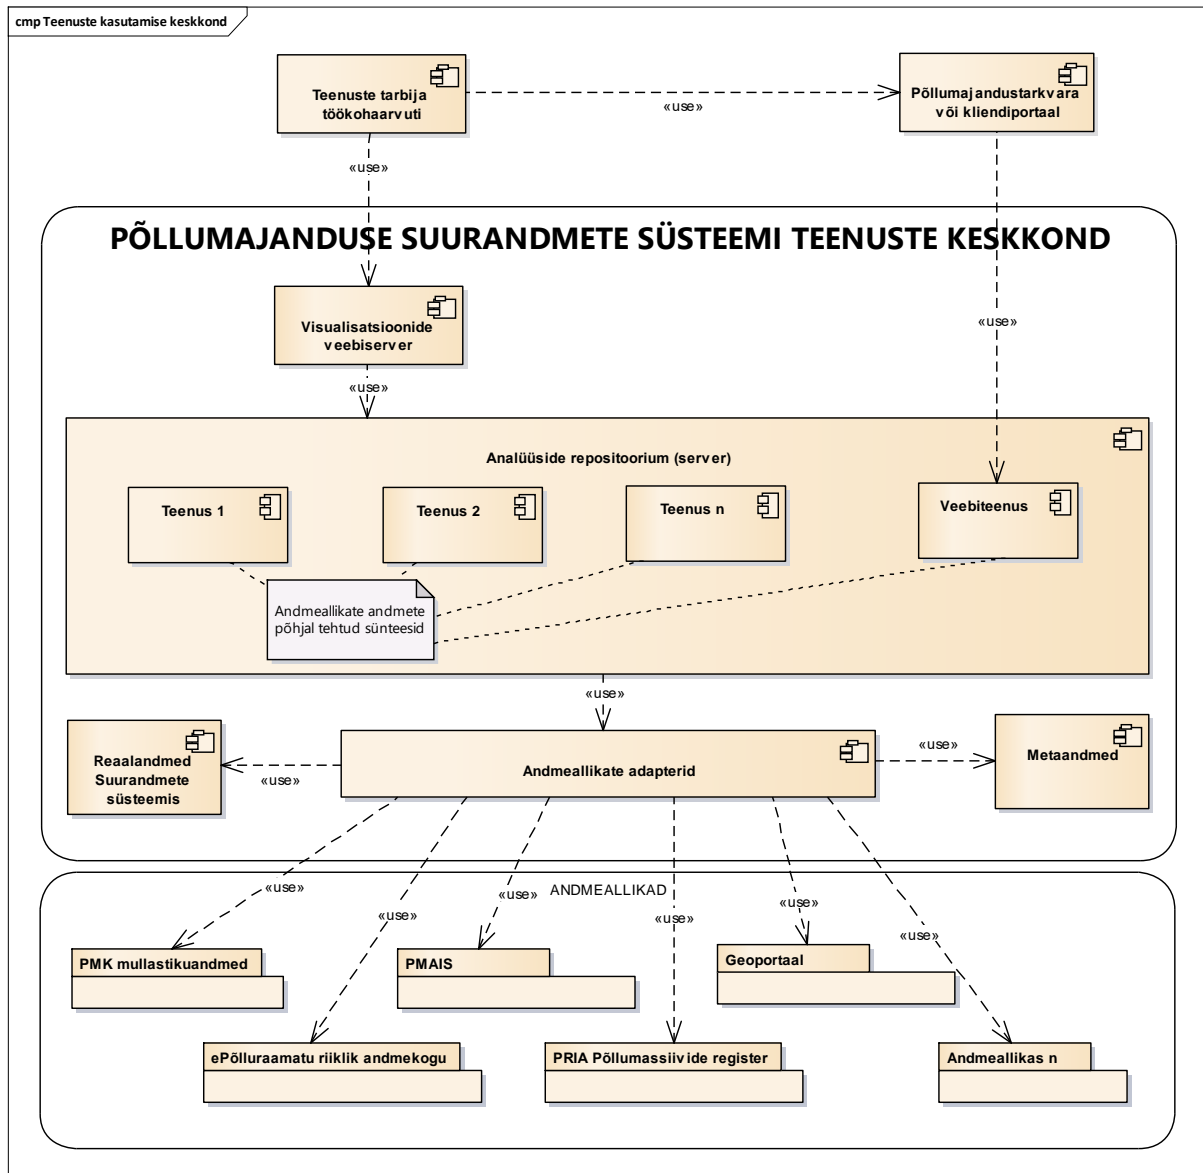 cmp Teenuste kasutamise keskkond
Teenuste tarbija
töökohaarvuti
«use»
Põllumajandustarkvara
või kliendiportaal
«use»
PÕLLUMAJANDUSE SUURANDMETE SÜSTEEMI TEENUSTE KESKKOND
Visualisatsioonide
veebiserver
«use»
«use»
Analüüside repositoorium (server)
Teenus 1
Teenus 2
Teenus n
Veebiteenus
Andmeallikate andmete
põhjal tehtud sünteesid
«use»
Reaalandmed
Suurandmete
süsteemis
«use»
Andmeallikate adapterid
«use»
Metaandmed
ANDMEALLIKAD
«use»
«use»
«use»
«use»
«use»
«use»
PMK mullastikuandmed
PMAIS
Geoportaal
ePõlluraamatu riiklik andmekogu
PRIA Põllumassiivide register
Andmeallikas n